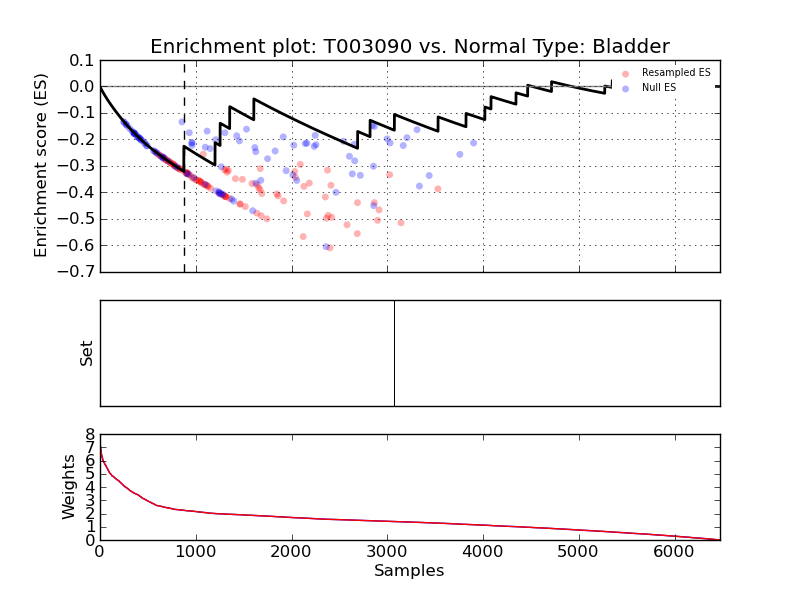 Enrichment plot: T003090 vs. Normal Type: Bladder
Enrichment score (ES)
0.1
0.0
−0.1
−0.2
−0.3
−0.4
−0.5
−0.6
−0.7
Resampled ES
Null ES
Set
Weights
8
7
6
5
4
3
2
1
0
0 1000 2000 3000 4000 5000 6000
Samples